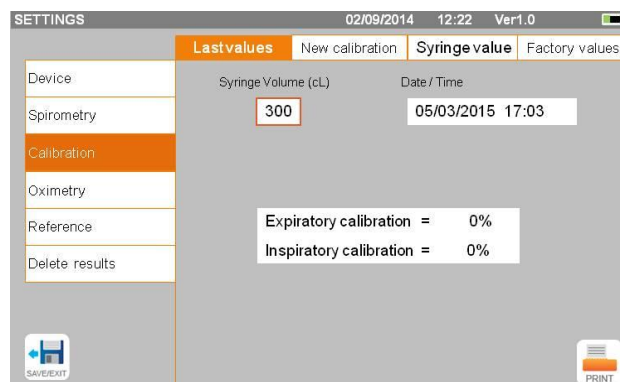 SETTINGS 02/09/2014 12:22 Ver1.0
Last values New calibration Syringe value Factory values
Device
Syringe Volume (cL) Date / Time
Spirometry
300 05/03/2015 17:03
Calibration
Oximetry
Reference
Expiratory calibration = 0%
Inspiratory calibration = 0%
Delete results
SAVE/EXIT
PRINT